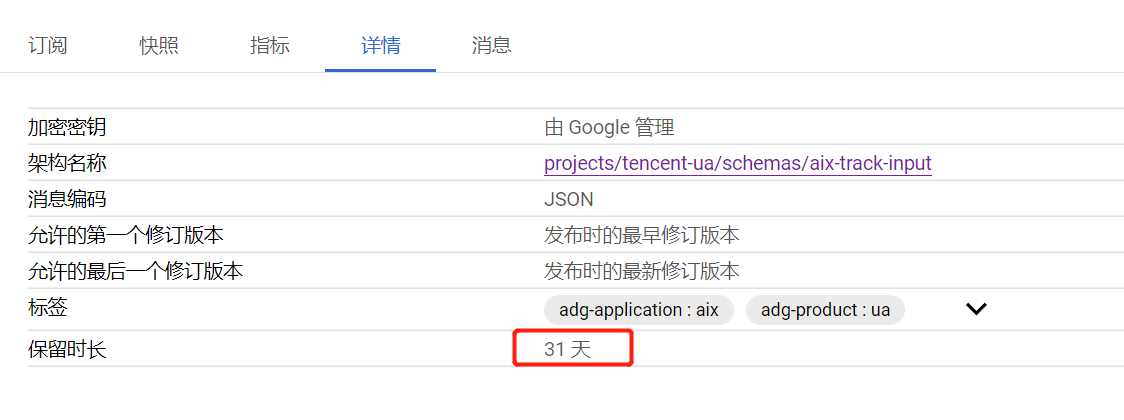 订阅 快照 指标 详情 消息
加密密钥 由 Google 管理
架构名称 projects/tencent-ua/schemas/aix-track-input
消息编码 JSON
允许的第一个修订版本 发布时的最早修订版本
允许的最后一个修订版本 发布时的最新修订版本
标签 adg-application : aix adg-product : ua
保留时长 31 天